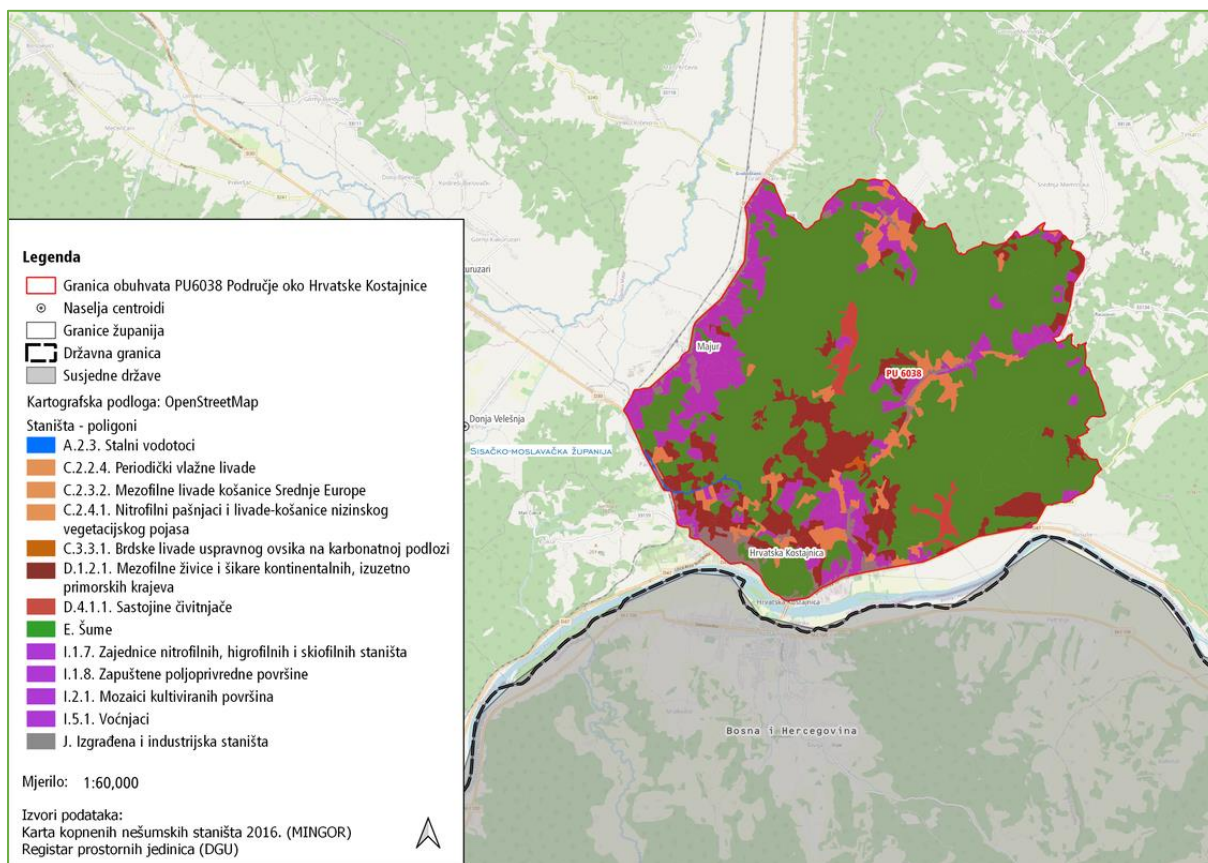 Majur
PU 6038
Donja Velešnja
SISAČKO-MOSLAVAČKA ŽUPANIJA
Hrvatska Kostajnica
Hrvatska Kostajnica
Bosna i Hercegovina
Legenda
Granica obuhvata PU6038 Područje oko Hrvatske Kostajnice
Naselja centroidi
Granice županija
Državna granica
Susjedne države
Kartografska podloga: OpenStreetMap
Staništa - poligoni
A.2.3. Stalni vodotoci
C.2.2.4. Periodički vlažne livade
C.2.3.2. Mezofilne livade košanice Srednje Europe
C.2.4.1. Nitrofilni pašnjaci i livade-košanice nizinskog
vegetacijskog pojasa
C.3.3.1. Brdske livade uspravnog ovsika na karbonatnoj podlozi
D.1.2.1. Mezofilne živice i šikare kontinentalnih, izuzetno
primorskih krajeva
D.4.1.1. Sastojine čivitnjače
E. Šume
I.1.7. Zajednice nitrofilnih, higrofilnih i skiofilnih staništa
I.1.8. Zapuštene poljoprivredne površine
I.2.1. Mozaici kultiviranih površina
I.5.1. Voćnjaci
J. Izgrađena i industrijska staništa
Mjerilo: 1:60,000
Izvori podataka:
Karta kopnenih nešumskih staništa 2016. (MINGOR)
Registar prostornih jedinica (DGU)